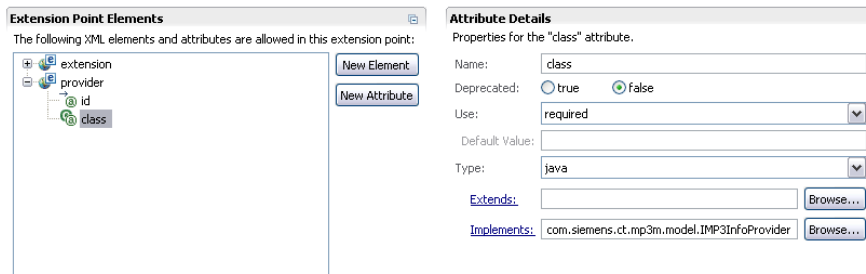 Extension Point Elements
The following XML elements and attributes are allowed in this extension point:
extension
provider
id
class
New Element
New Attribute
Attribute Details
Properties for the "class" attribute.
Name: class
Deprecated: true false
Use: required
Default Value:
Type: java
Extends: Browse...
Implements: com.siemens.ct.mp3m.model.IMP3InfoProvider Browse...